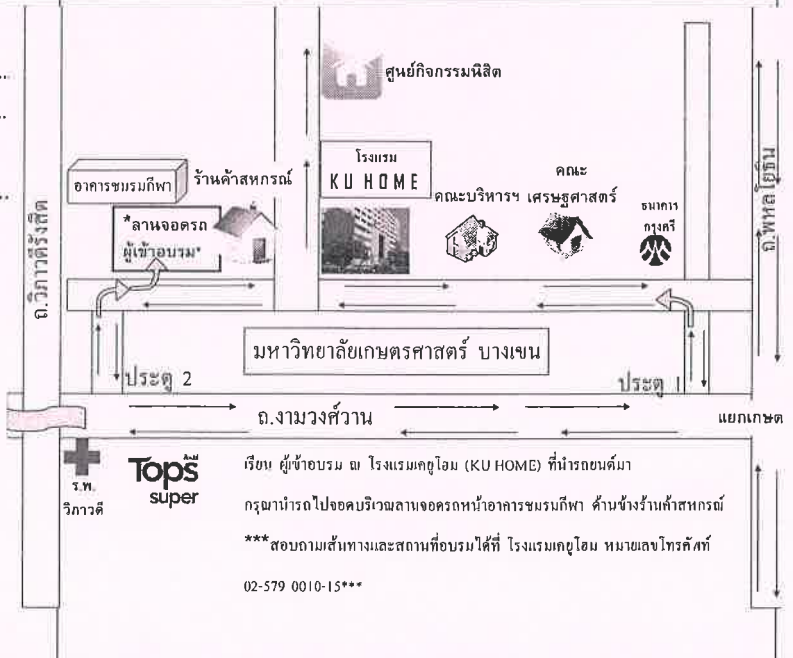 ศูนย์กิจกรรมนิสิต
โรงแรม
KU HOME
อาคารชมรมกีฬา
ร้านค้าสหกรณ์
คณะบริหารฯ
คณะ
เศรษฐศาสตร์
ธนาคาร
กรุงศรี
*ลานจอดรถ
ผู้เข้าอบรม*
ถ.วิภาวดีรังสิต
ถ.พหลโยธิน
มหาวิทยาลัยเกษตรศาสตร์ บางเขน
ประตู 2
ประตู 1
ถ.งามวงศ์วาน
แยกเกษต
ร.พ.
วิภาวดี
Tops
super
เรียน ผู้เข้าอบรม ณ โรงแรมเคยูโฮม (KU HOME) ที่นำรถยนต์มา
กรุณานำรถไปจอดบริเวณลานจอดรถหน้าอาคารชมรมกีฬา ด้านข้างร้านค้าสหกรณ์
***สอบถามเส้นทางและสถานที่อบรมได้ที่ โรงแรมเคยูโฮม หมายเลขโทรศัพท์
02-579 0010-15***